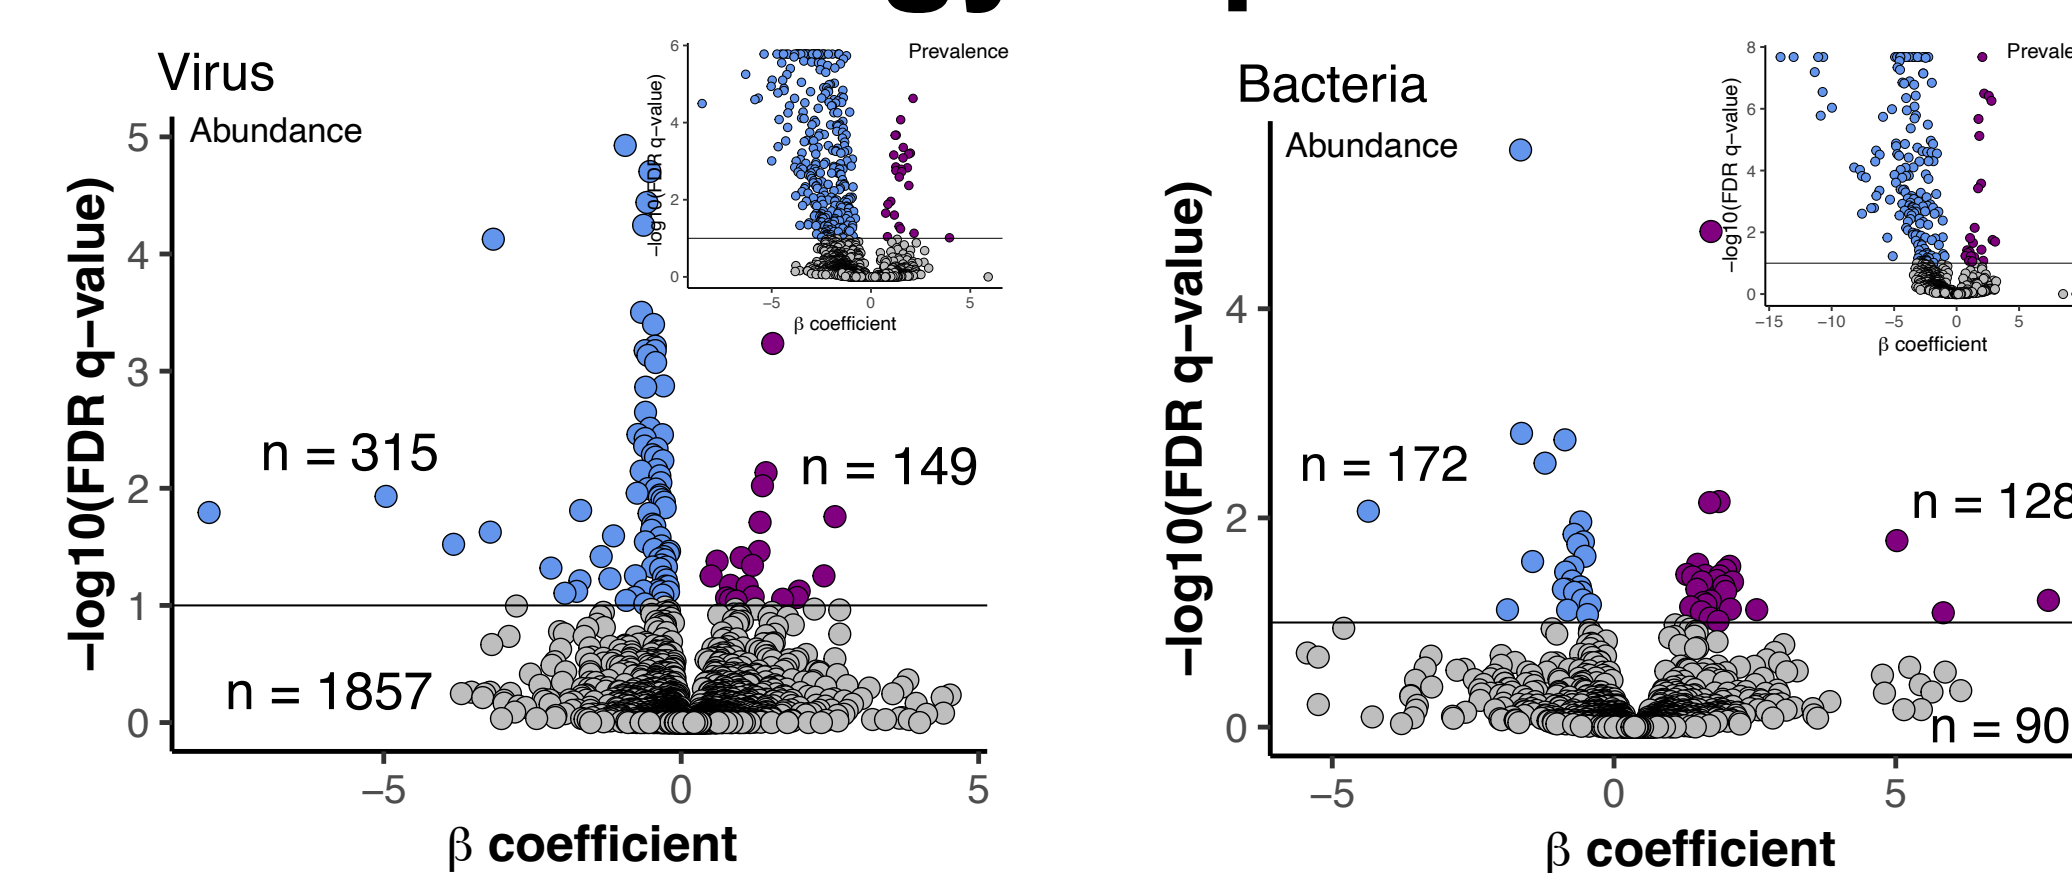 Virus
Abundance
5
4
3
2
1
0
−log10(FDR q−value)
n = 315
n = 149
n = 1857
−5
0
5
β coefficient
Prevalence
6
4
2
0
−log10(FDR q−value)
−5
0
5
β coefficient
Bacteria
Abundance
4
2
0
−log10(FDR q−value)
n = 172
n = 128
n = 90
−5
0
5
β coefficient
Prevale
8
6
4
2
0
−log10(FDR q−value)
−15
−10
−5
0
5
β coefficient